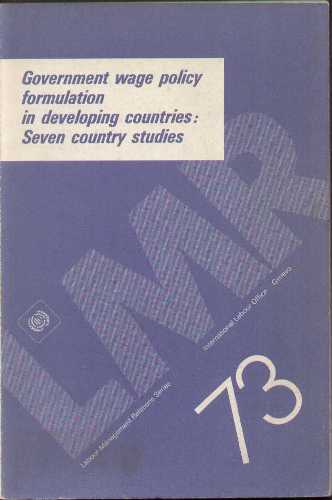 Government wage policy
formulation
in developing countries:
Seven country studies
LMR
Labour Management Relations Series
International Labour Office Geneva
73